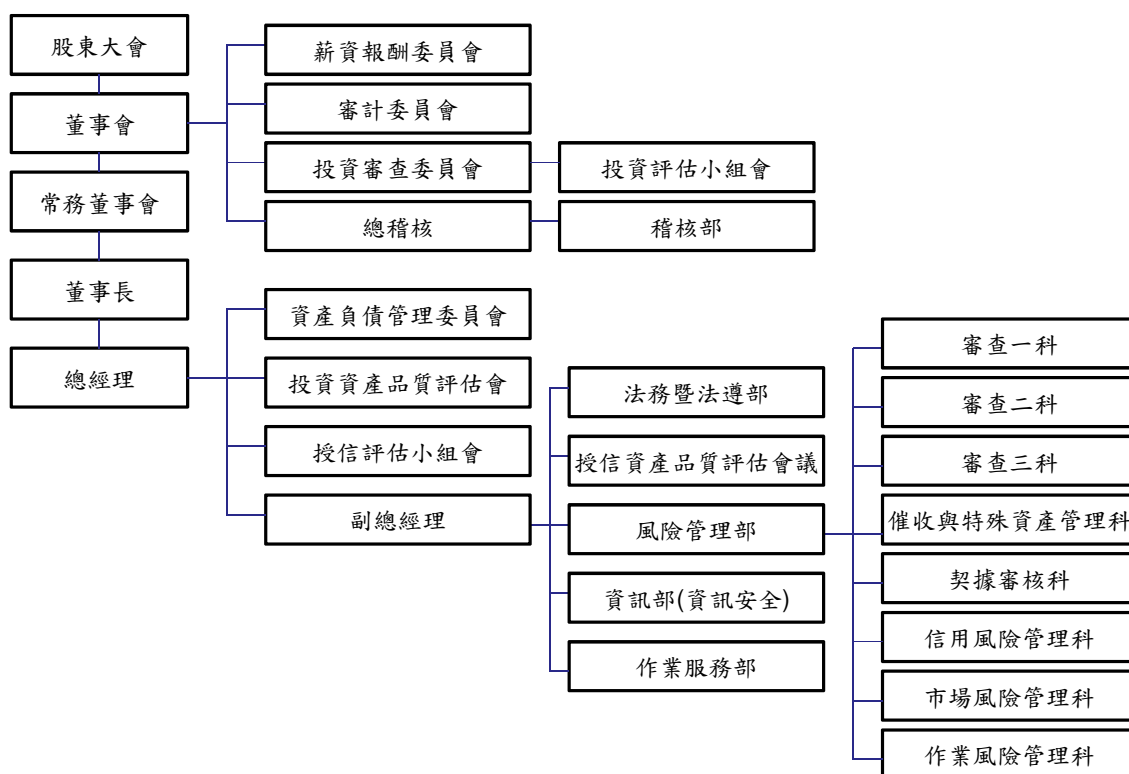 股東大會
董事會
常務董事會
董事長
總經理
薪資報酬委員會
審計委員會
投資審查委員會
投資評估小組會
總稽核
稽核部
資產負債管理委員會
投資資產品質評估會
授信評估小組會
副總經理
法務暨法遵部
授信資產品質評估會議
風險管理部
資訊部(資訊安全)
作業服務部
審查一科
審查二科
審查三科
催收與特殊資產管理科
契據審核科
信用風險管理科
市場風險管理科
作業風險管理科